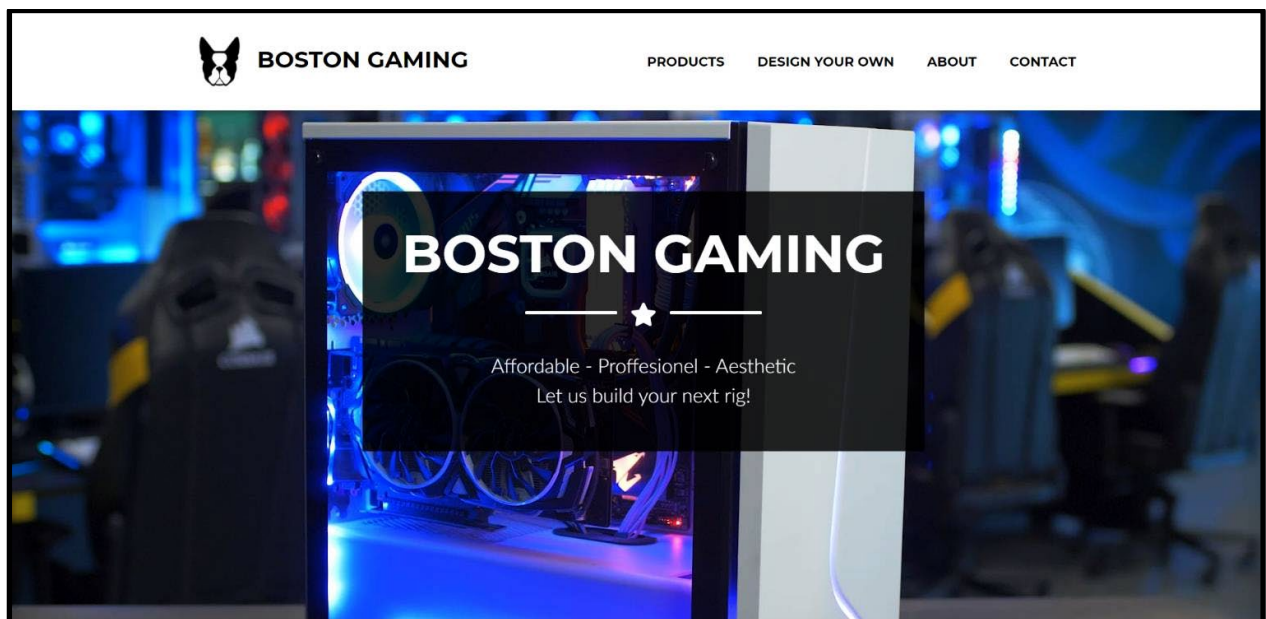 BOSTON GAMING
PRODUCTS DESIGN YOUR OWN ABOUT CONTACT
BOSTON GAMING
Affordable - Proffesionel - Aesthetic
Let us build your next rig!